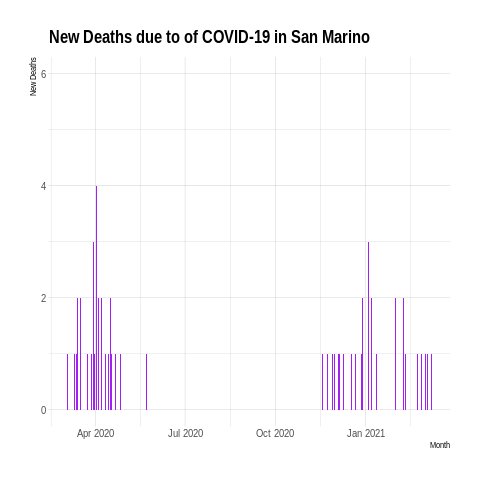 New Deaths due to of COVID-19 in San Marino
New Deaths
6
4
2
0
Apr 2020 Jul 2020 Oct 2020 Jan 2021
Month